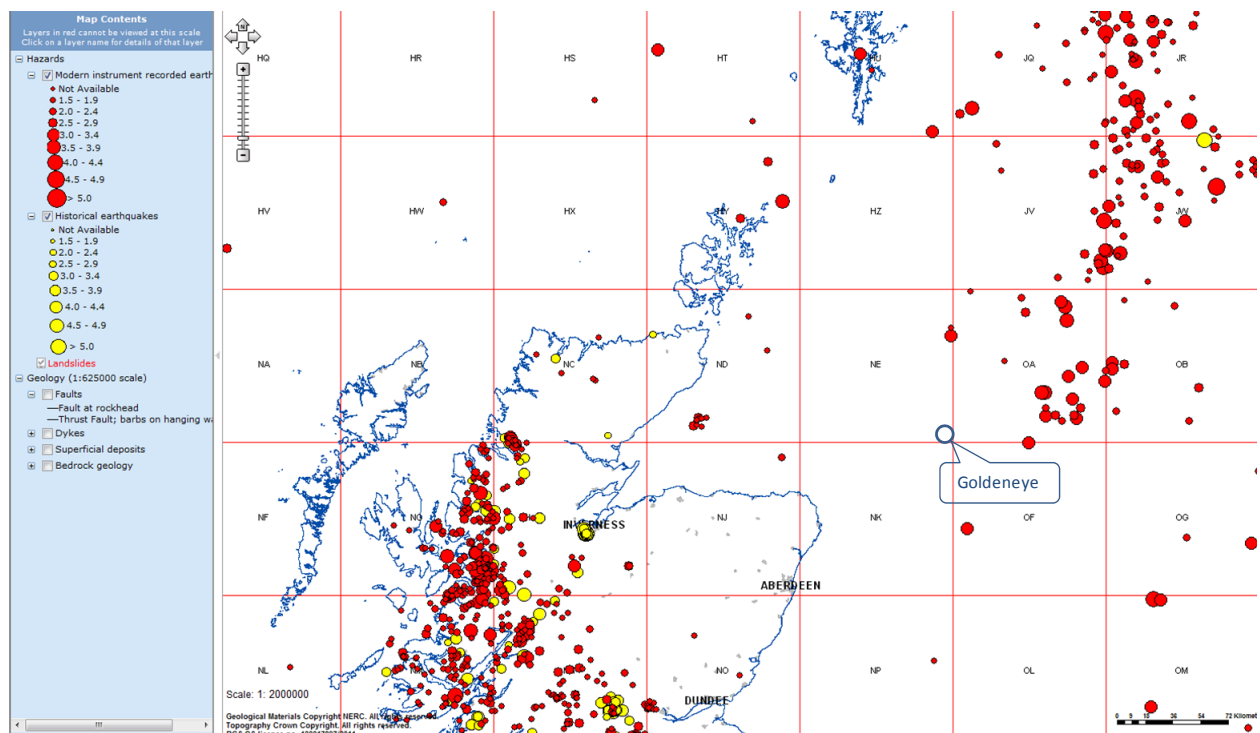 Map Contents
Layers in red cannot be viewed at this scale
Click on a layer name for details of that layer
Hazards
Modern instrument recorded earth
Not Available
1.5 - 1.9
2.0 - 2.4
2.5 - 2.9
3.0 - 3.4
3.5 - 3.9
4.0 - 4.4
4.5 - 4.9
> 5.0
Historical earthquakes
Not Available
1.5 - 1.9
2.0 - 2.4
2.5 - 2.9
3.0 - 3.4
3.5 - 3.9
4.0 - 4.4
4.5 - 4.9
> 5.0
Landslides
Geology (1:625000 scale)
Faults
Fault at rockhead
Thrust Fault; barbs on hanging wa
Dykes
Superficial deposits
Bedrock geology
N
HQ HR HS HT HU JQ JR
HV HW HX HY HZ JV JW
NA NB NC ND NE OA OB
Goldeneye
NF NG NH NJ NK OF OG
INVERNESS
ABERDEEN
NL NM NO NP OL OM
DUNDEE
Scale: 1: 2000000
Geological Materials Copyright NERC. All rights reserved.
Topography Crown Copyright. All rights reserved.
0 9 18 36 54 72 Kilomet